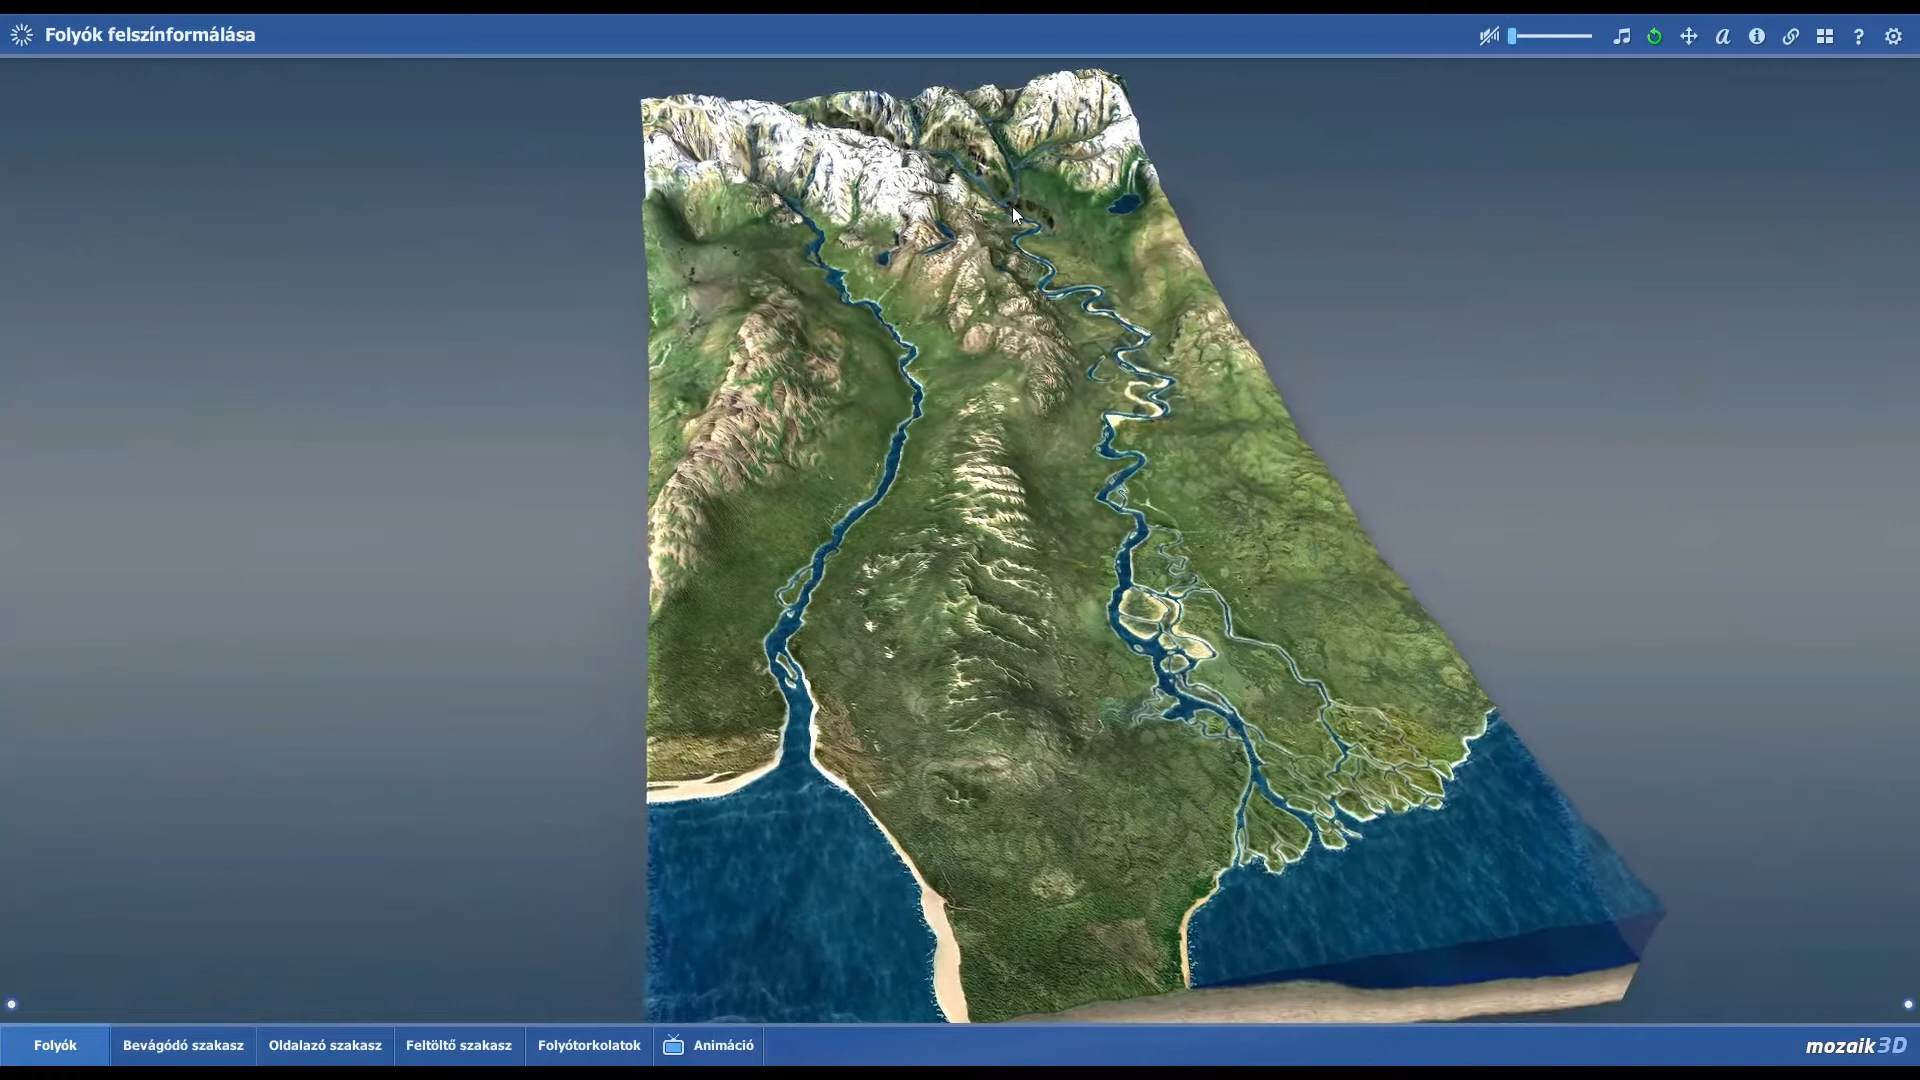 Folyók felszínformálása
Folyók
Bevágódó szakasz
Oldalazó szakasz
Feltöltő szakasz
Folyótorkolatok
Animáció
mozaik3D